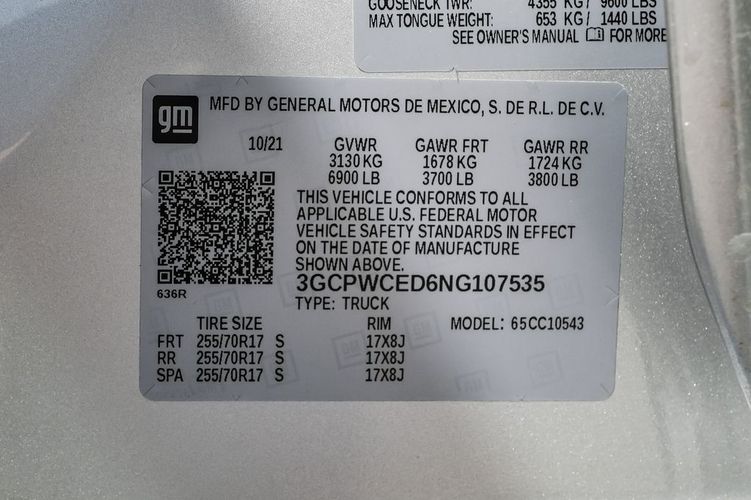 GOOSENECK TWR: 4355 KG/ 9600 LBS
MAX TONGUE WEIGHT: 653 KG/ 1440 LBS
SEE OWNER'S MANUAL FOR MORE
gm MFD BY GENERAL MOTORS DE MEXICO, S. DE R.L. DE C.V.
10/21 GVWR GAWR FRT GAWR RR
3130 KG 1678 KG 1724 KG
6900 LB 3700 LB 3800 LB
THIS VEHICLE CONFORMS TO ALL
APPLICABLE U.S. FEDERAL MOTOR
VEHICLE SAFETY STANDARDS IN EFFECT
ON THE DATE OF MANUFACTURE
SHOWN ABOVE.
3GCPWCED6NG107535
636R
TYPE: TRUCK
TIRE SIZE RIM MODEL: 65CC10543
FRT 255/70R17 S 17X8J
RR 255/70R17 S 17X8J
SPA 255/70R17 S 17X8J